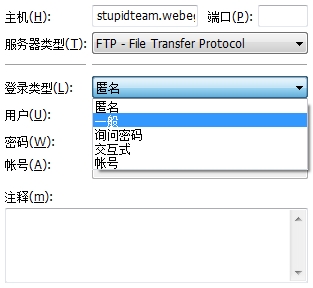 主机(H): stupidteam.webeg 端口(P):
服务器类型(T): FTP - File Transfer Protocol
登录类型(L): 匿名
匿名
用户(U): 一般
询问密码
密码(W): 交互式
帐号(A): 帐号
注释(m):